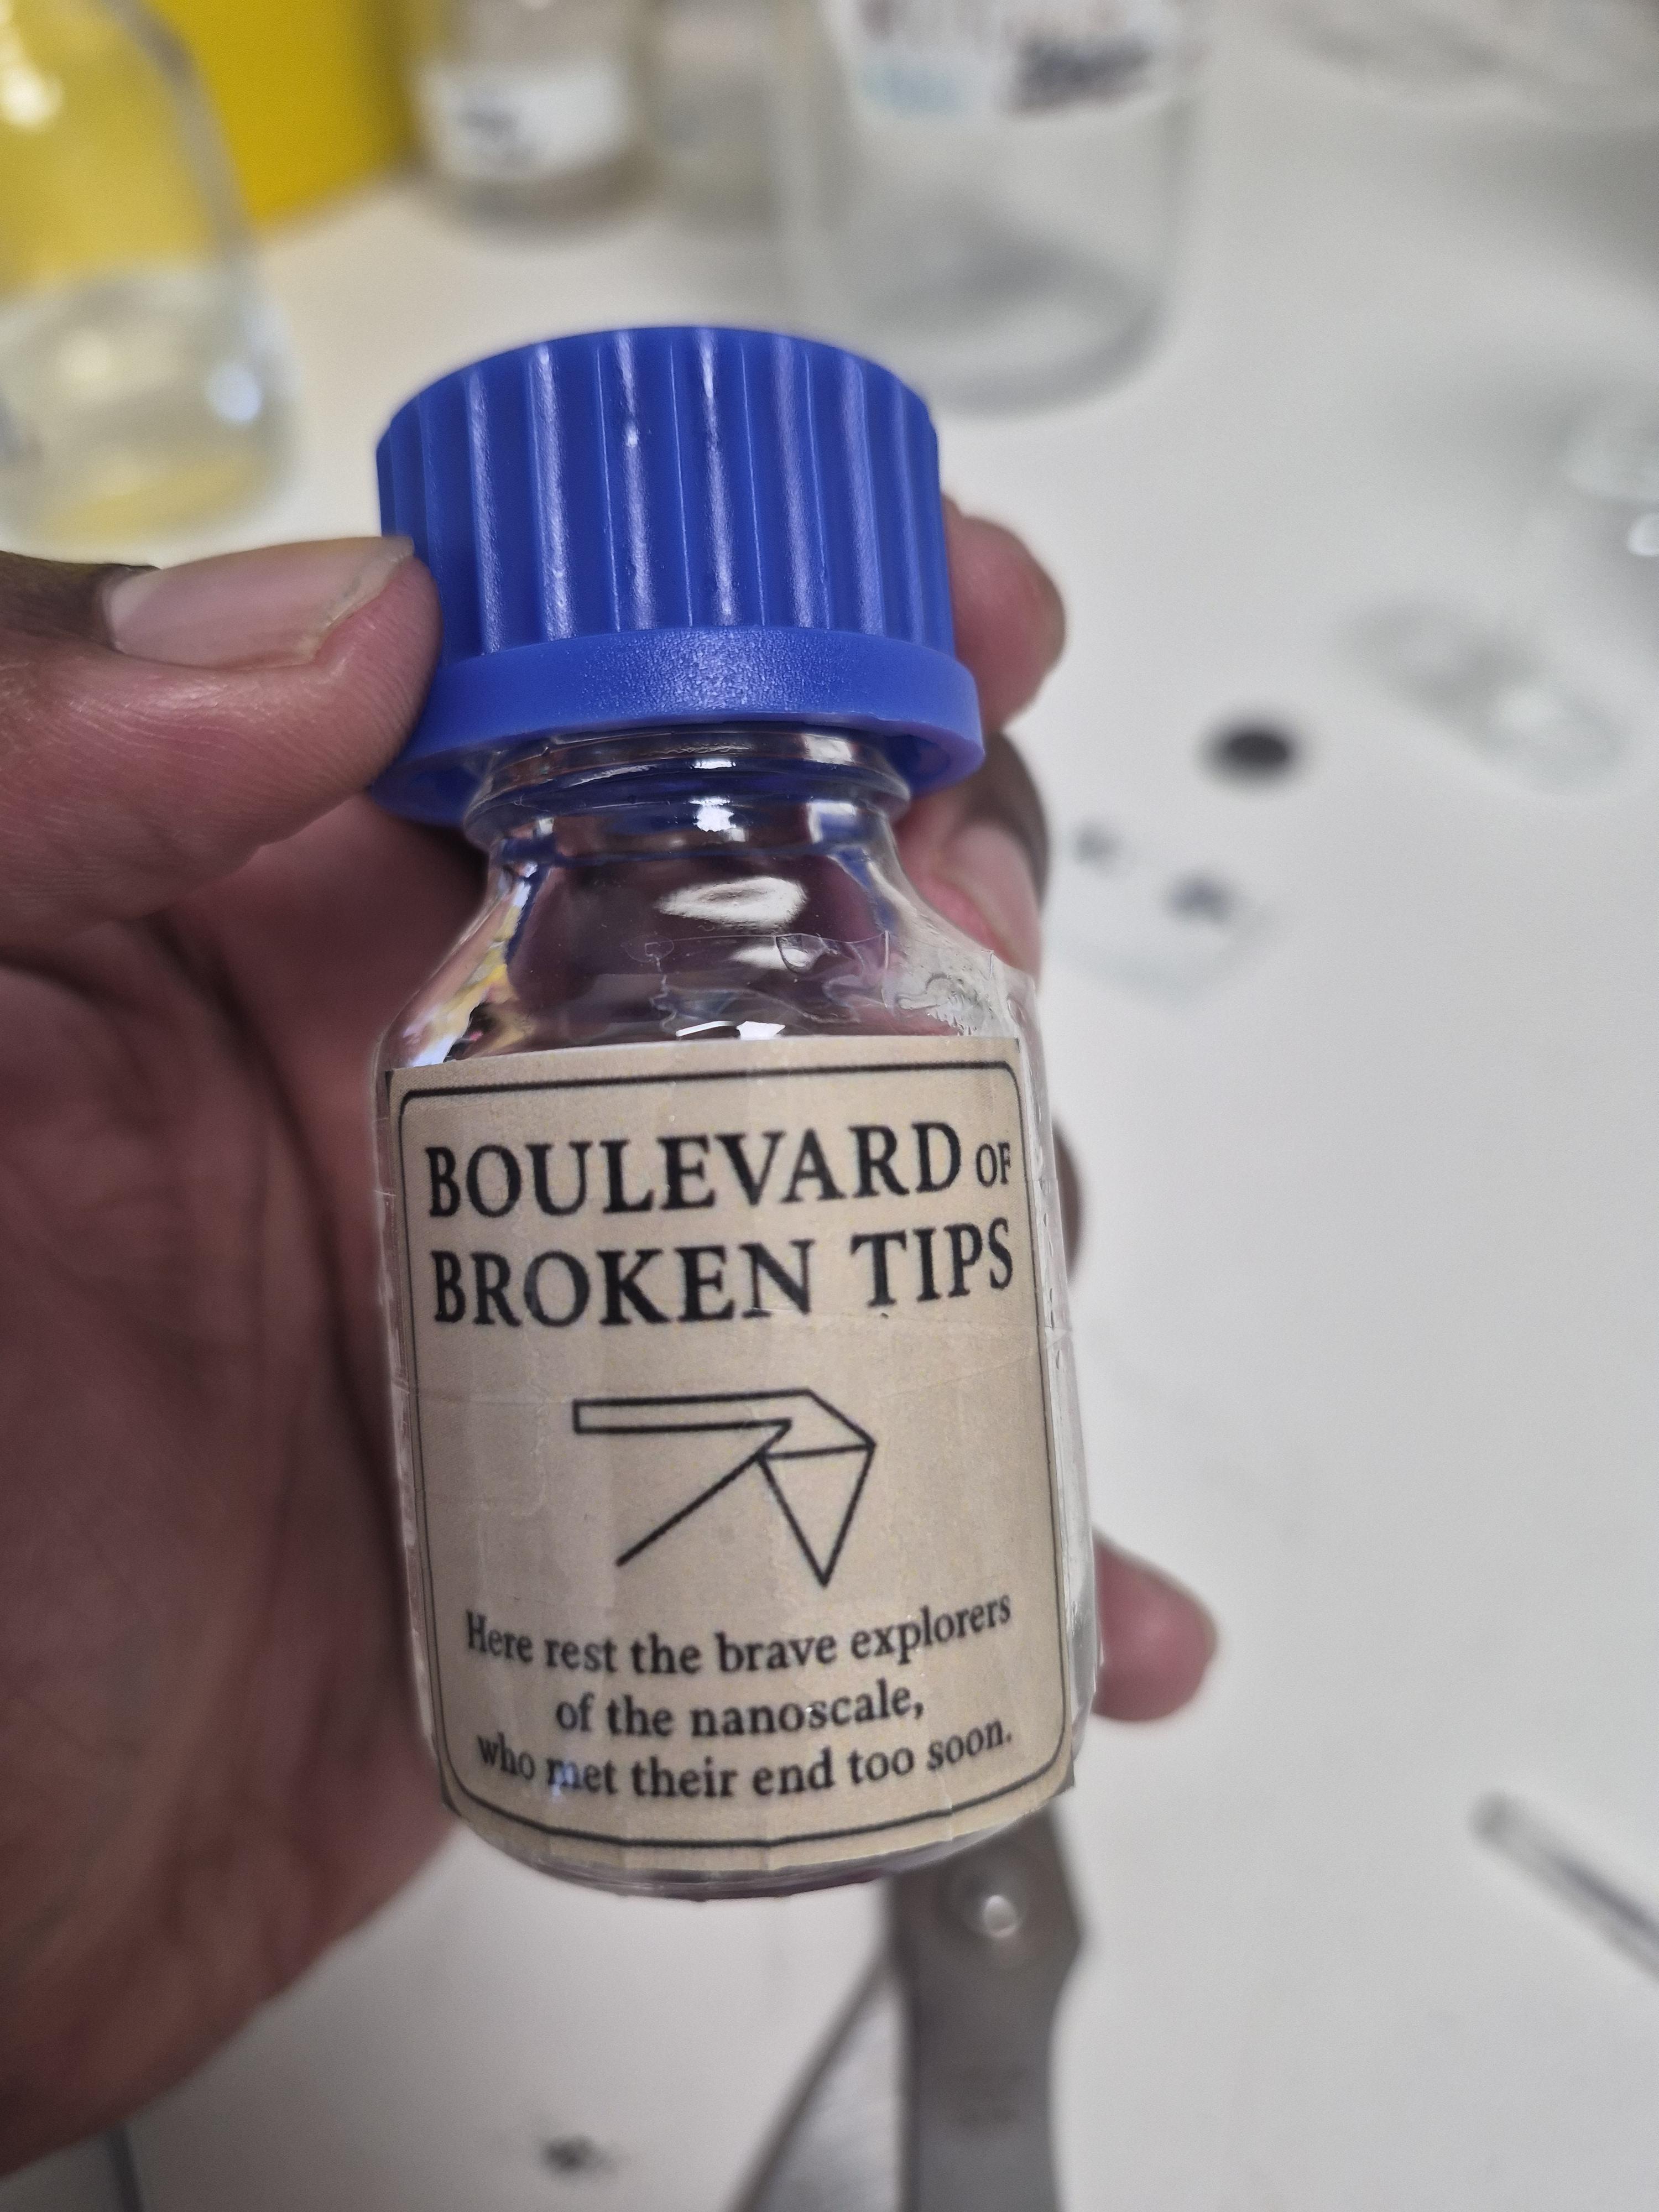 BOULEVARD OF
BROKEN TIPS
Here rest the brave explorers
of the nanoscale,
who met their end too soon.